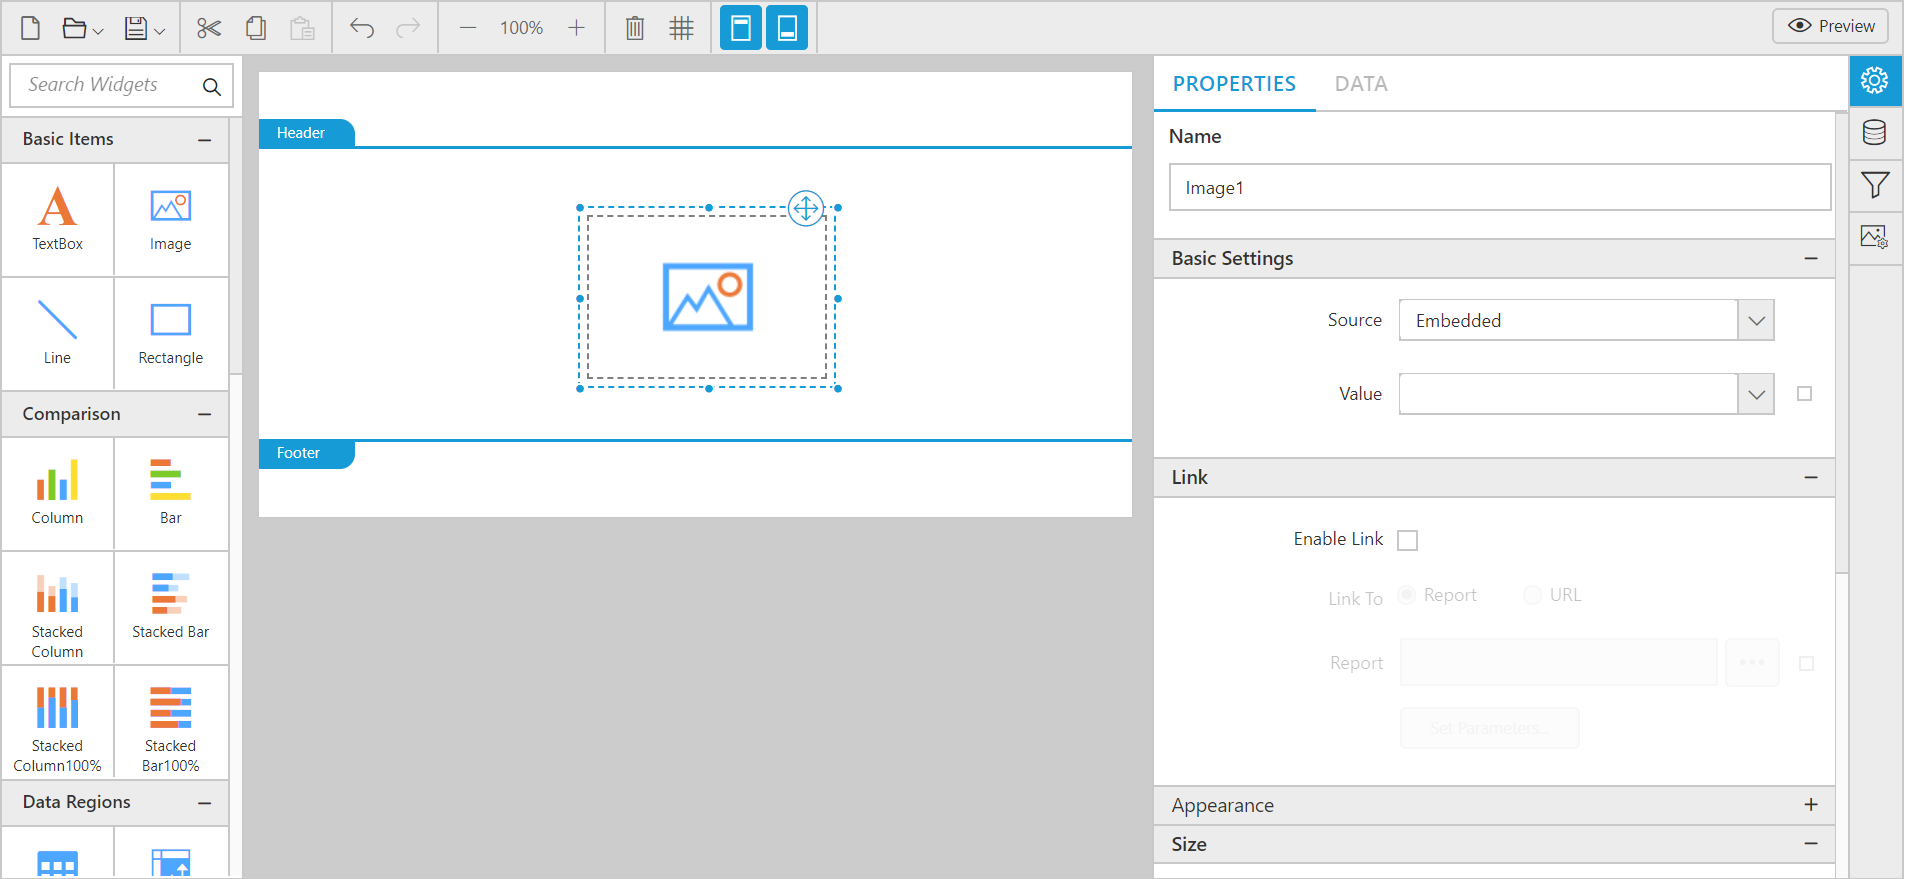 100%
Preview
Search Widgets
Basic Items
TextBox
Image
Line
Rectangle
Comparison
Column
Bar
Stacked
Column
Stacked Bar
Stacked
Column100%
Stacked
Bar100%
Data Regions
Header
Footer
PROPERTIES
DATA
Name
Image1
Basic Settings
Source
Embedded
Value
Link
Enable Link
Link To
Report
URL
Report
Set Parameters...
Appearance
Size